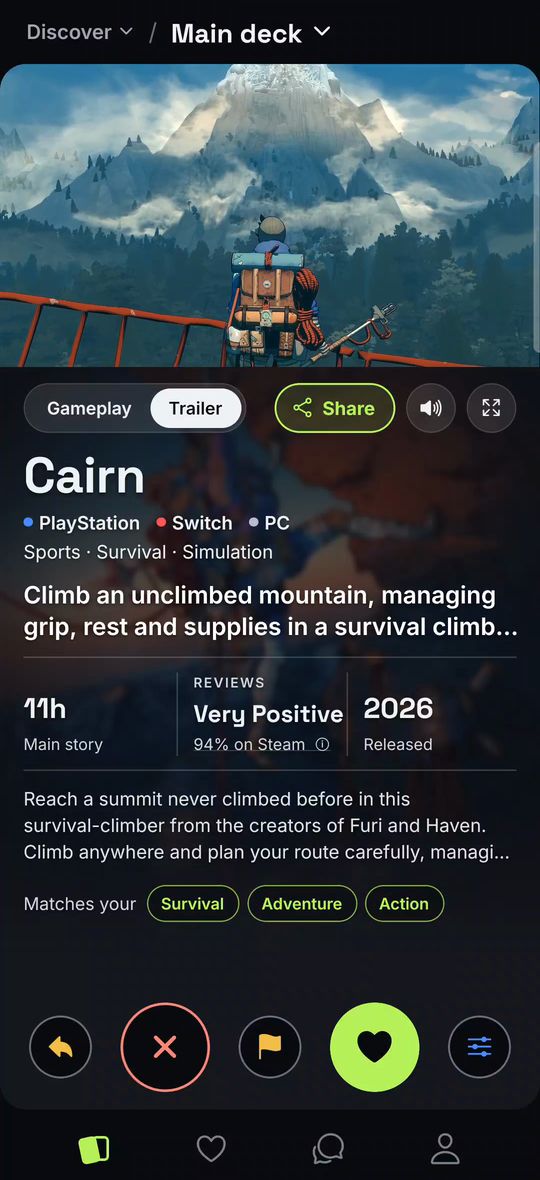 Discover / Main deck
Gameplay Trailer Share
Cairn
PlayStation Switch PC
Sports · Survival · Simulation
Climb an unclimbed mountain, managing
grip, rest and supplies in a survival climb...
11h
Main story
REVIEWS
Very Positive
94% on Steam
2026
Released
Reach a summit never climbed before in this
survival-climber from the creators of Furi and Haven.
Climb anywhere and plan your route carefully, managi...
Matches your Survival Adventure Action